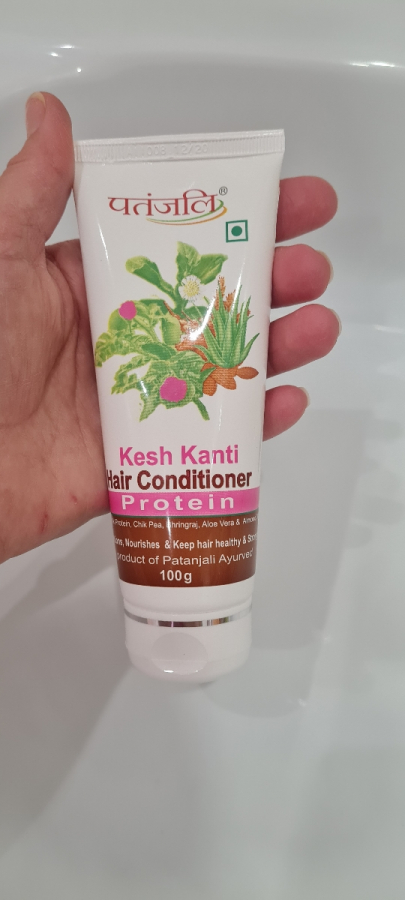 पतंजलि®
Kesh Kanti
Hair Conditioner
Protein
Protein, Chik Pea, Bhringraj, Aloe Vera &
Nourishes & Keep hair healthy &
product of Patanjali Ayurved
100g